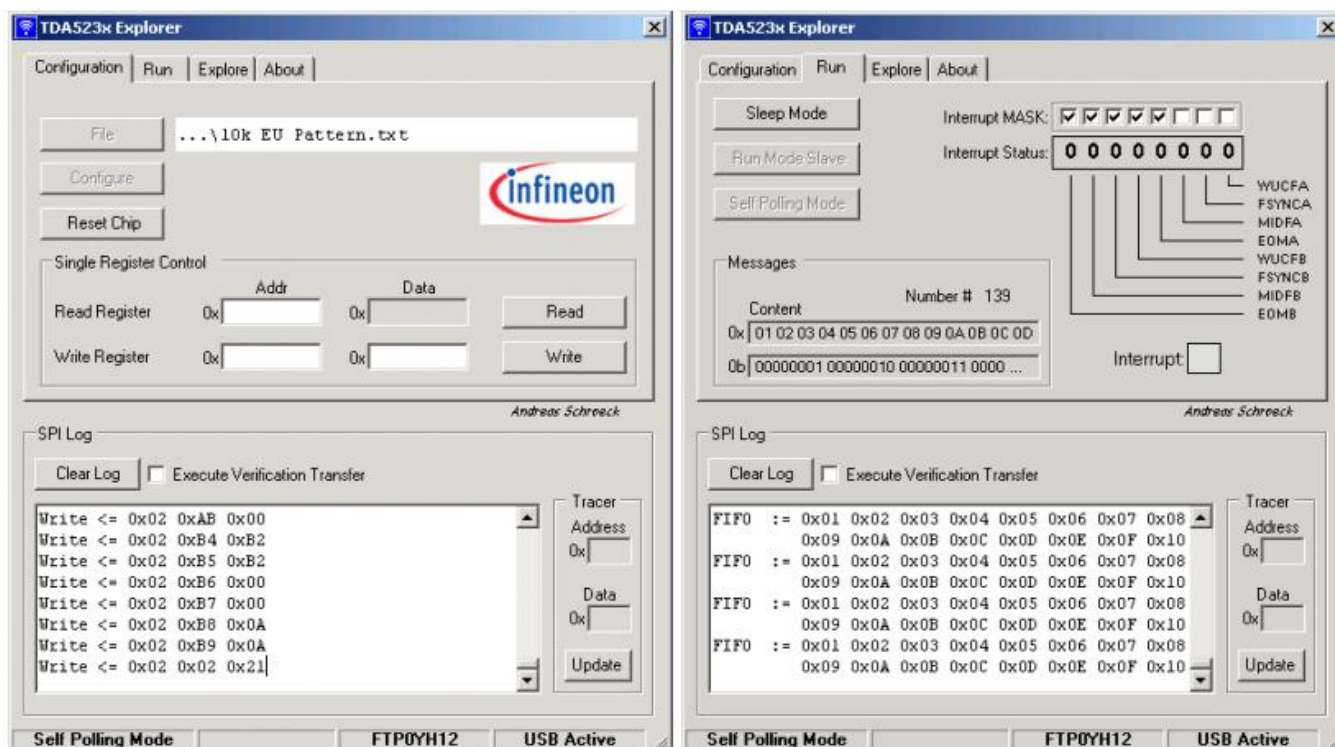 TDA523x Explorer
Configuration Run Explore About
File ...\10k EU Pattern.txt
Configure
infineon
Reset Chip
Single Register Control
Addr Data
Read Register 0x 0x Read
Write Register 0x 0x Write
Andreas Schroeck
SPI Log
Clear Log Execute Verification Transfer
Write <= 0x02 0xAB 0x00
Write <= 0x02 0xB4 0xB2
Write <= 0x02 0xB5 0xB2
Write <= 0x02 0xB6 0x00
Write <= 0x02 0xB7 0x00
Write <= 0x02 0xB8 0x0A
Write <= 0x02 0xB9 0x0A
Write <= 0x02 0x02 0x21
Tracer
Address
0x
Data
0x
Update
Self Polling Mode FTP0YH12 USB Active
TDA523x Explorer
Configuration Run Explore About
Sleep Mode
Run Mode Slave
Self Polling Mode
Interrupt MASK:
Interrupt Status: 0 0 0 0 0 0 0 0
WUCFA
FSYNCA
MIDFA
EOMA
WUCFB
FSYNCB
MIDFB
EOMB
Messages
Number # 139
Content
0x 01 02 03 04 05 06 07 08 09 0A 0B 0C 0D
0b 00000001 00000010 00000011 0000 ...
Interrupt:
Andreas Schroeck
SPI Log
Clear Log Execute Verification Transfer
FIFO := 0x01 0x02 0x03 0x04 0x05 0x06 0x07 0x08
0x09 0x0A 0x0B 0x0C 0x0D 0x0E 0x0F 0x10
FIFO := 0x01 0x02 0x03 0x04 0x05 0x06 0x07 0x08
0x09 0x0A 0x0B 0x0C 0x0D 0x0E 0x0F 0x10
FIFO := 0x01 0x02 0x03 0x04 0x05 0x06 0x07 0x08
0x09 0x0A 0x0B 0x0C 0x0D 0x0E 0x0F 0x10
FIFO := 0x01 0x02 0x03 0x04 0x05 0x06 0x07 0x08
0x09 0x0A 0x0B 0x0C 0x0D 0x0E 0x0F 0x10
Tracer
Address
0x
Data
0x
Update
Self Polling Mode FTP0YH12 USB Active